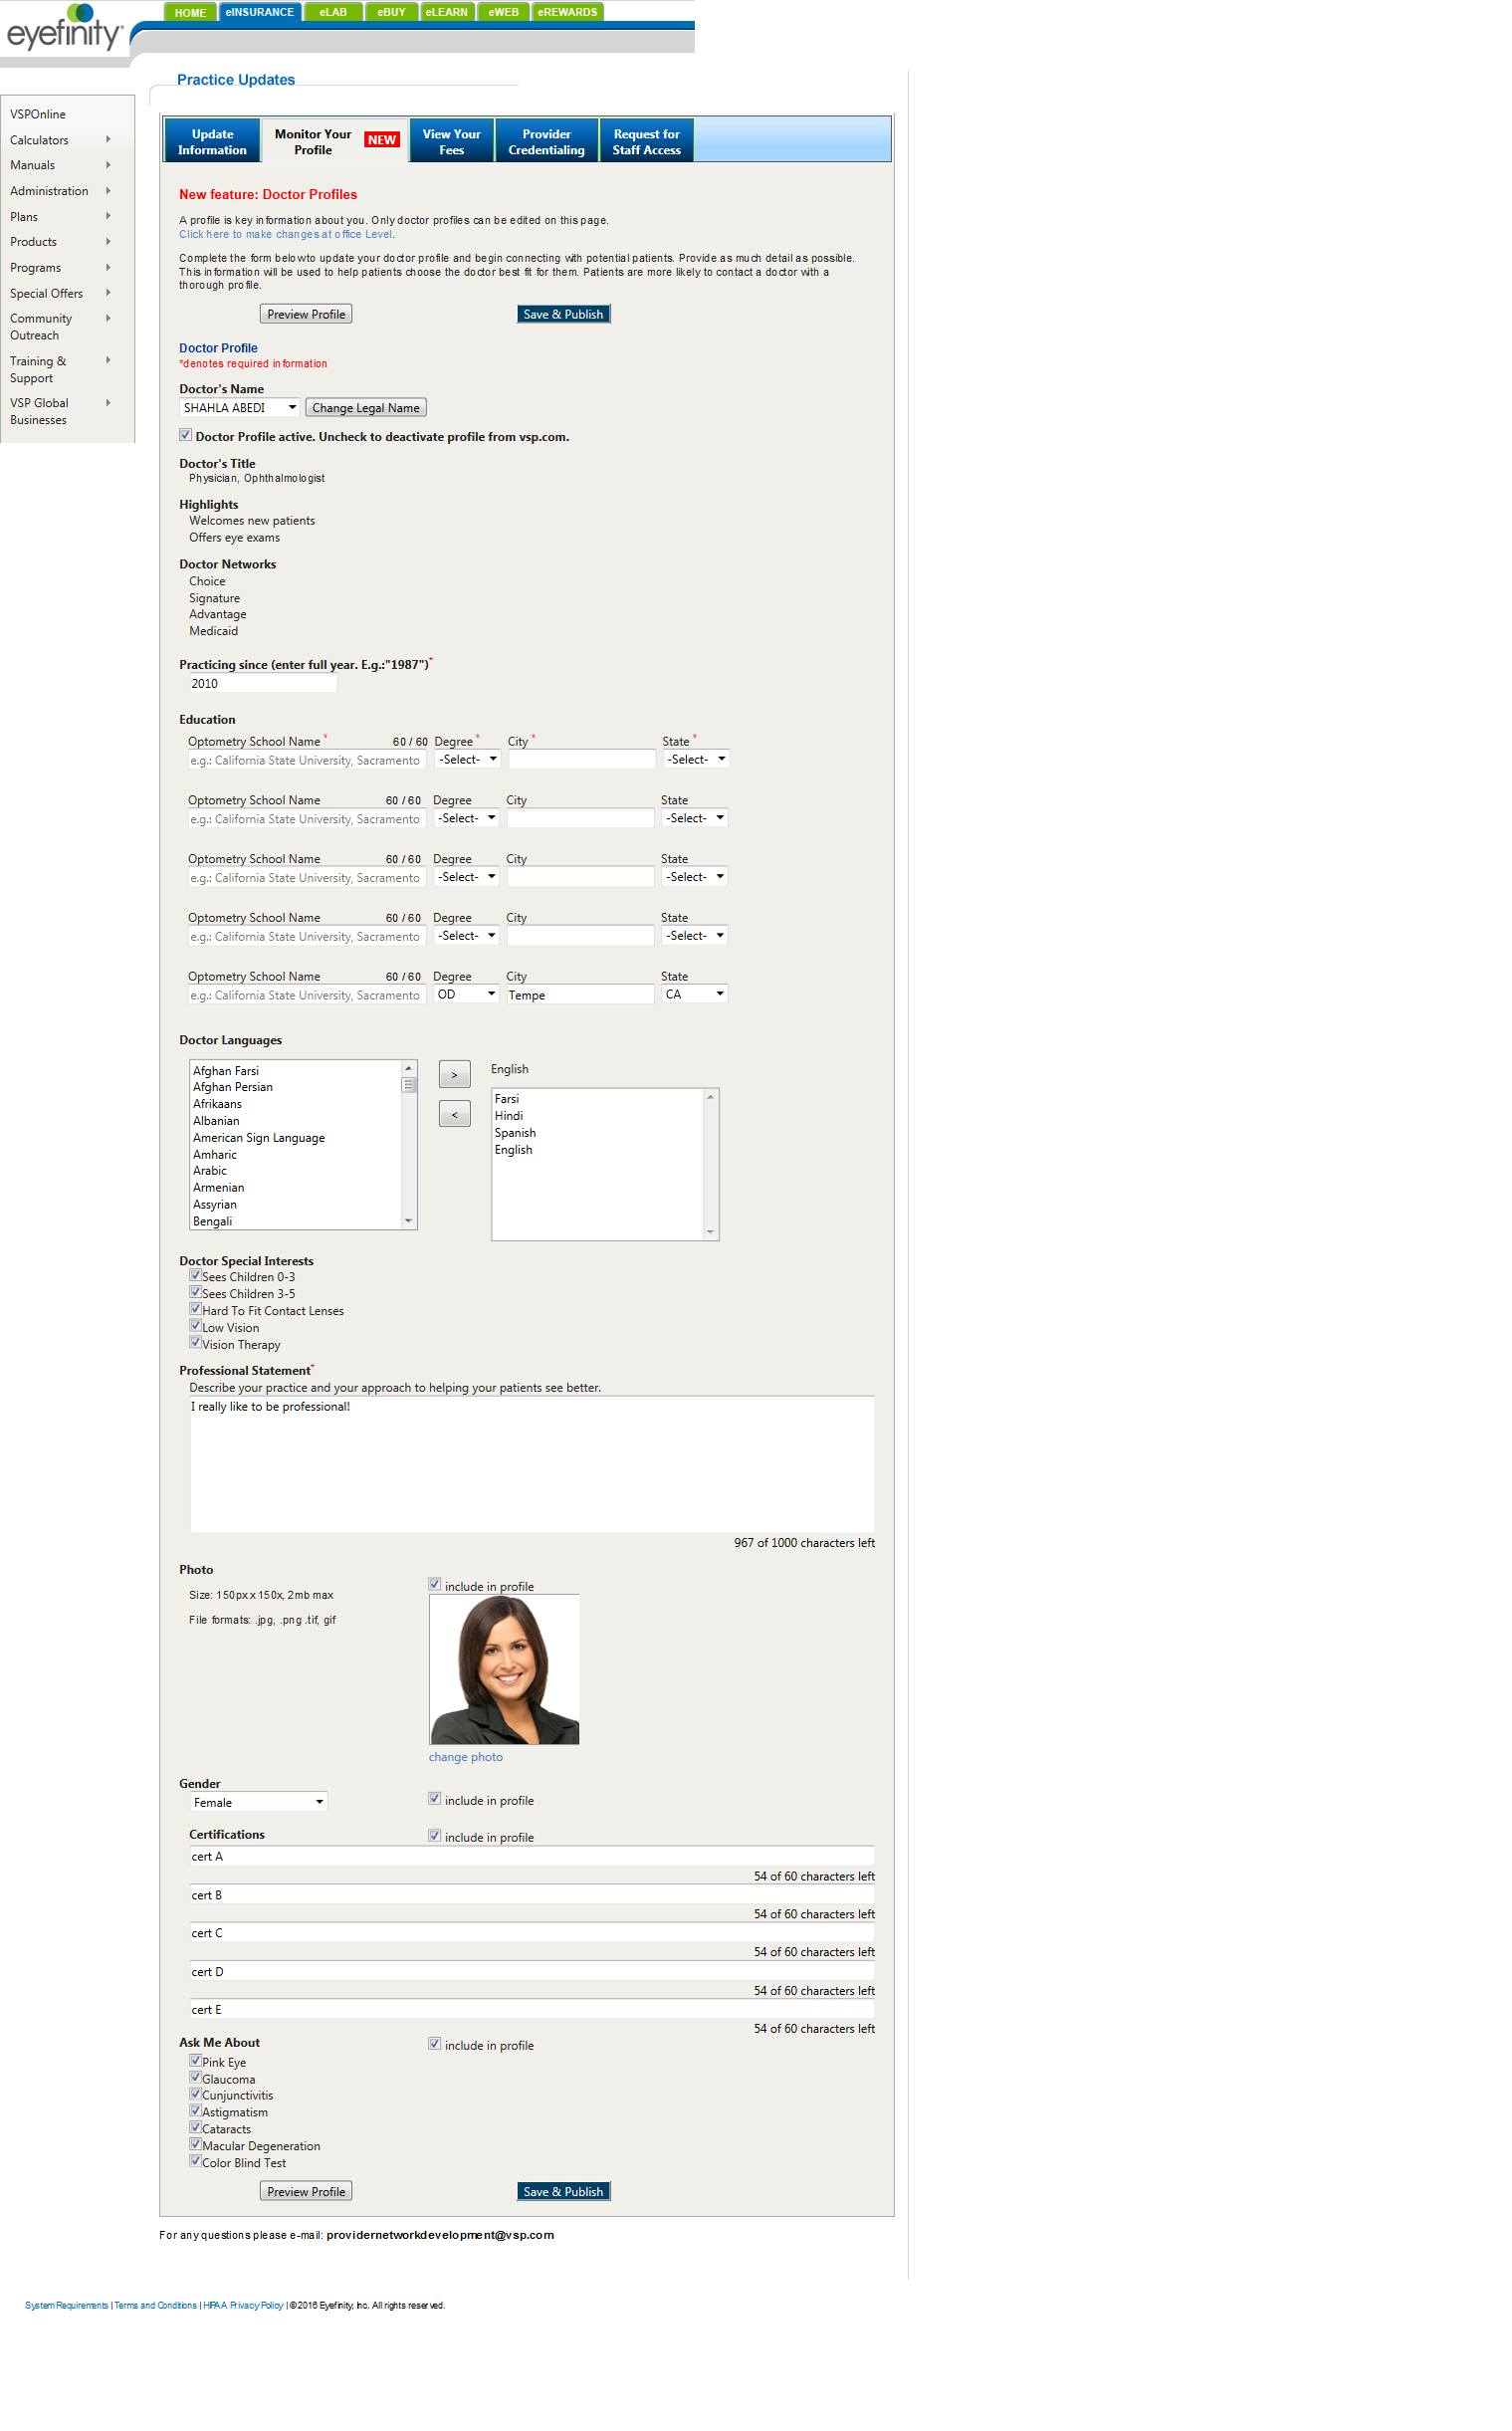 eyefinity
HOME eINSURANCE eLAB eBUY eLEARN eWEB eREWARDS
Practice Updates
VSPOnline
Calculators
Manuals
Administration
Plans
Products
Programs
Special Offers
Community
Outreach
Training &
Support
VSP Global
Businesses
Update
Information
Monitor Your
Profile
NEW
View Your
Fees
Provider
Credentialing
Request for
Staff Access
New feature: Doctor Profiles
A profile is key information about you. Only doctor profiles can be edited on this page.
Click here to make changes at office Level.
Complete the form below to update your doctor profile and begin connecting with potential patients. Provide as much detail as possible.
This information will be used to help patients choose the doctor best fit for them. Patients are more likely to contact a doctor with a
thorough profile.
Preview Profile Save & Publish
Doctor Profile
*denotes required information
Doctor's Name
SHAHLA ABEDI Change Legal Name
Doctor Profile active. Uncheck to deactivate profile from vsp.com.
Doctor's Title
Physician, Ophthalmologist
Highlights
Welcomes new patients
Offers eye exams
Doctor Networks
Choice
Signature
Advantage
Medicaid
Practicing since (enter full year. E.g.:"1987")*
2010
Education
Optometry School Name * 60 / 60 Degree * City * State *
e.g.: California State University, Sacramento -Select- -Select-
Optometry School Name 60 / 60 Degree City State
e.g.: California State University, Sacramento -Select- -Select-
Optometry School Name 60 / 60 Degree City State
e.g.: California State University, Sacramento -Select- -Select-
Optometry School Name 60 / 60 Degree City State
e.g.: California State University, Sacramento -Select- -Select-
Optometry School Name 60 / 60 Degree City State
e.g.: California State University, Sacramento OD Tempe CA
Doctor Languages
Afghan Farsi
Afghan Persian
Afrikaans
Albanian
American Sign Language
Amharic
Arabic
Armenian
Assyrian
Bengali
>
<
English
Farsi
Hindi
Spanish
English
Doctor Special Interests
Sees Children 0-3
Sees Children 3-5
Hard To Fit Contact Lenses
Low Vision
Vision Therapy
Professional Statement*
Describe your practice and your approach to helping your patients see better.
I really like to be professional!
967 of 1000 characters left
Photo
include in profile
Size: 150px x 150x, 2mb max
File formats: .jpg, .png .tif, gif
change photo
Gender
Female include in profile
Certifications include in profile
cert A
54 of 60 characters left
cert B
54 of 60 characters left
cert C
54 of 60 characters left
cert D
54 of 60 characters left
cert E
54 of 60 characters left
Ask Me About include in profile
Pink Eye
Glaucoma
Cunjunctivitis
Astigmatism
Cataracts
Macular Degeneration
Color Blind Test
Preview Profile Save & Publish
For any questions please e-mail: providernetworkdevelopment@vsp.com
System Requirements | Terms and Conditions | HIPAA Privacy Policy | © 2016 Eyefinity, Inc. All rights reserved.